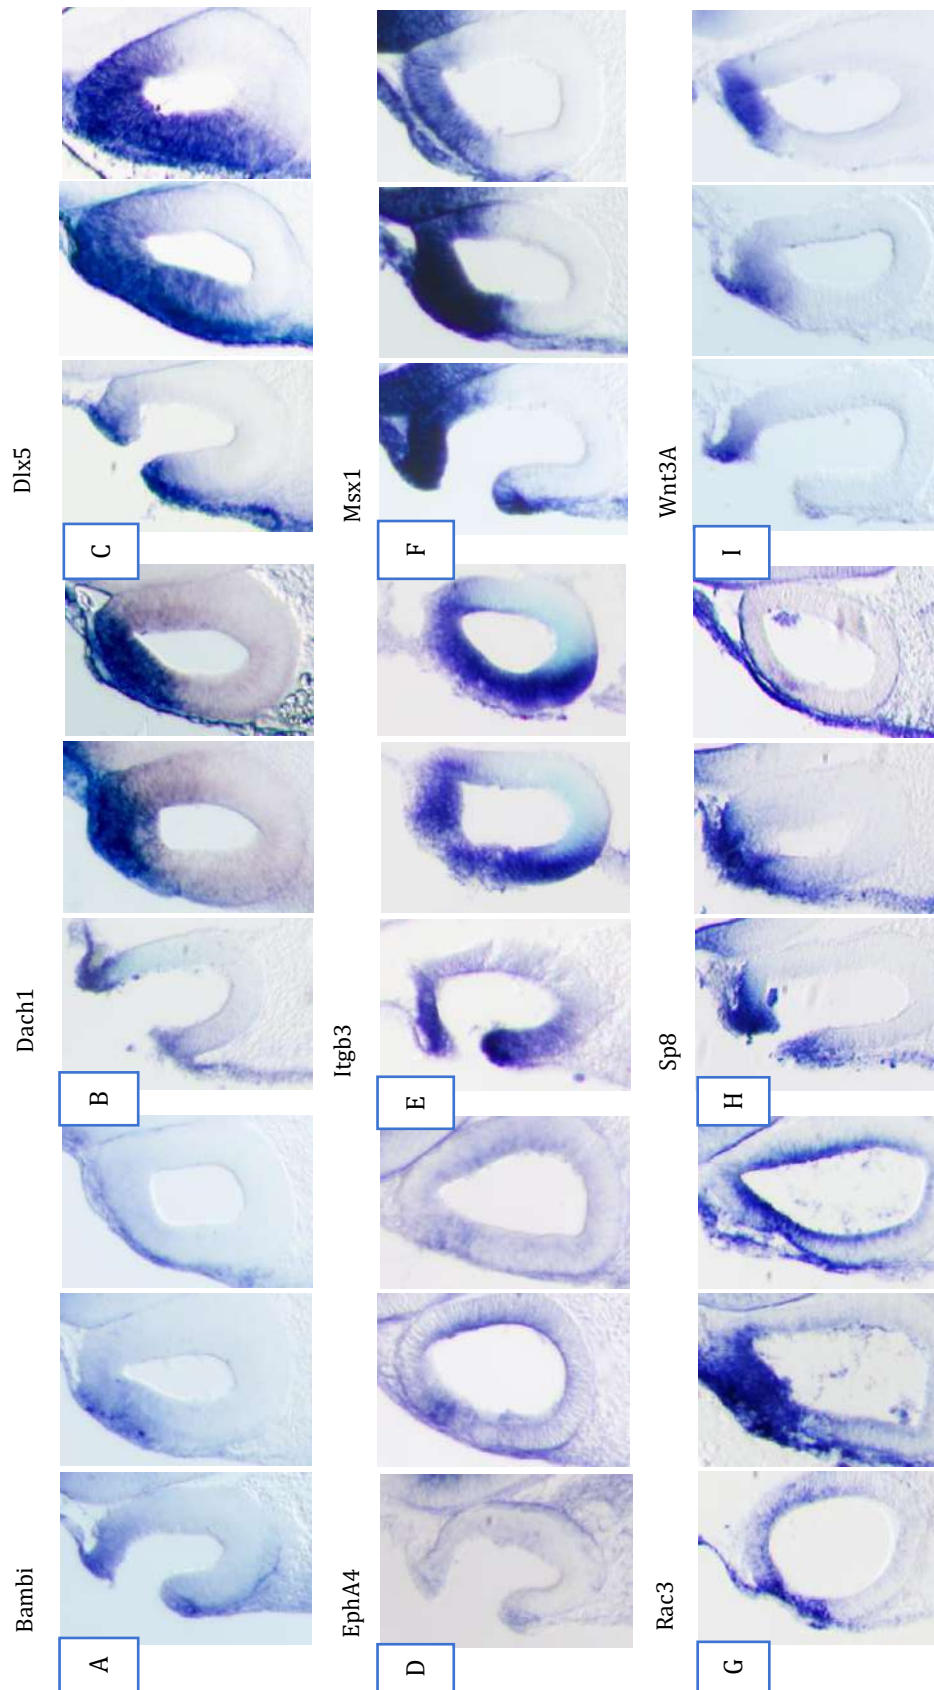 Bambi
Dach1
Dlx5
A
B
C
EphA4
Itgb3
Msx1
D
E
F
Rac3
Sp8
Wnt3A
G
H
I